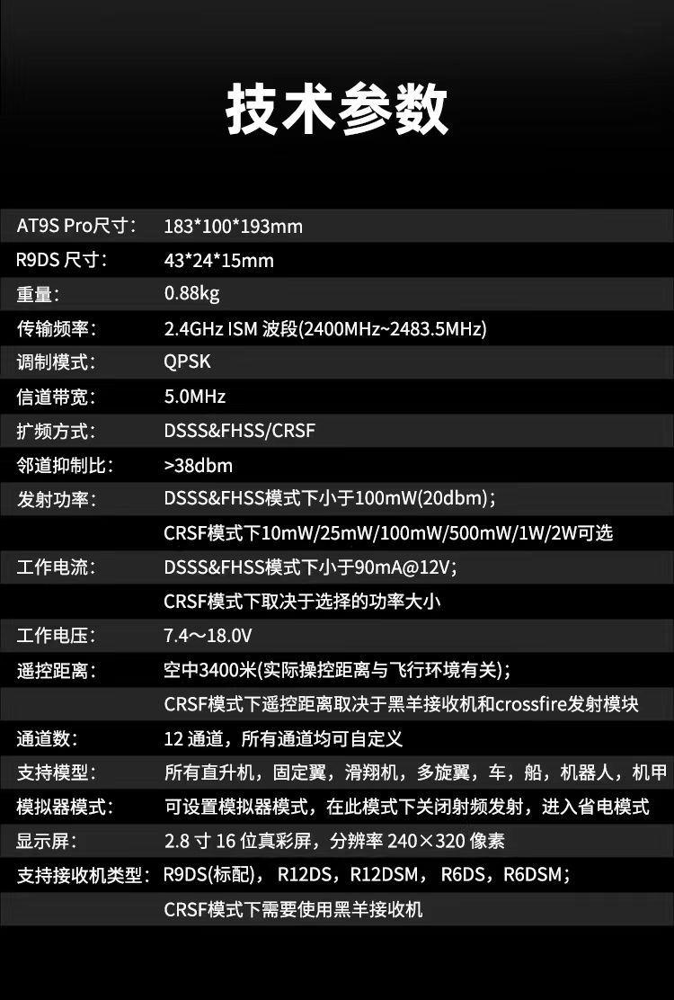 技术参数
AT9S Pro尺寸： 183*100*193mm
R9DS 尺寸： 43*24*15mm
重量： 0.88kg
传输频率： 2.4GHz ISM 波段(2400MHz~2483.5MHz)
调制模式： QPSK
信道带宽： 5.0MHz
扩频方式： DSSS&FHSS/CRSF
邻道抑制比： >38dbm
发射功率： DSSS&FHSS模式下小于100mW(20dbm)；
CRSF模式下10mW/25mW/100mW/500mW/1W/2W可选
工作电流： DSSS&FHSS模式下小于90mA@12V；
CRSF模式下取决于选择的功率大小
工作电压： 7.4～18.0V
遥控距离： 空中3400米(实际操控距离与飞行环境有关)；
CRSF模式下遥控距离取决于黑羊接收机和crossfire发射模块
通道数： 12 通道，所有通道均可自定义
支持模型： 所有直升机，固定翼，滑翔机，多旋翼，车，船，机器人，机甲
模拟器模式： 可设置模拟器模式，在此模式下关闭射频发射，进入省电模式
显示屏： 2.8 寸 16 位真彩屏，分辨率 240×320 像素
支持接收机类型： R9DS(标配)， R12DS，R12DSM， R6DS，R6DSM；
CRSF模式下需要使用黑羊接收机